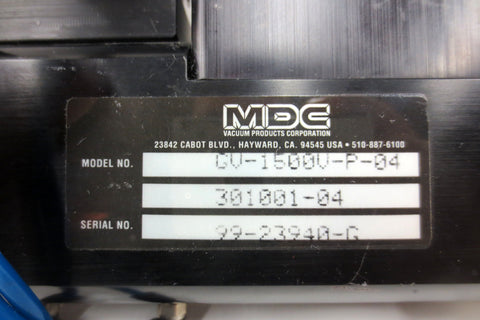 MDC
VACUUM PRODUCTS CORPORATION
23842 CABOT BLVD., HAYWARD, CA. 94545 USA • 510-887-6100
MODEL NO. GV-1500V-P-04
301001-04
SERIAL NO. 99-23940-G